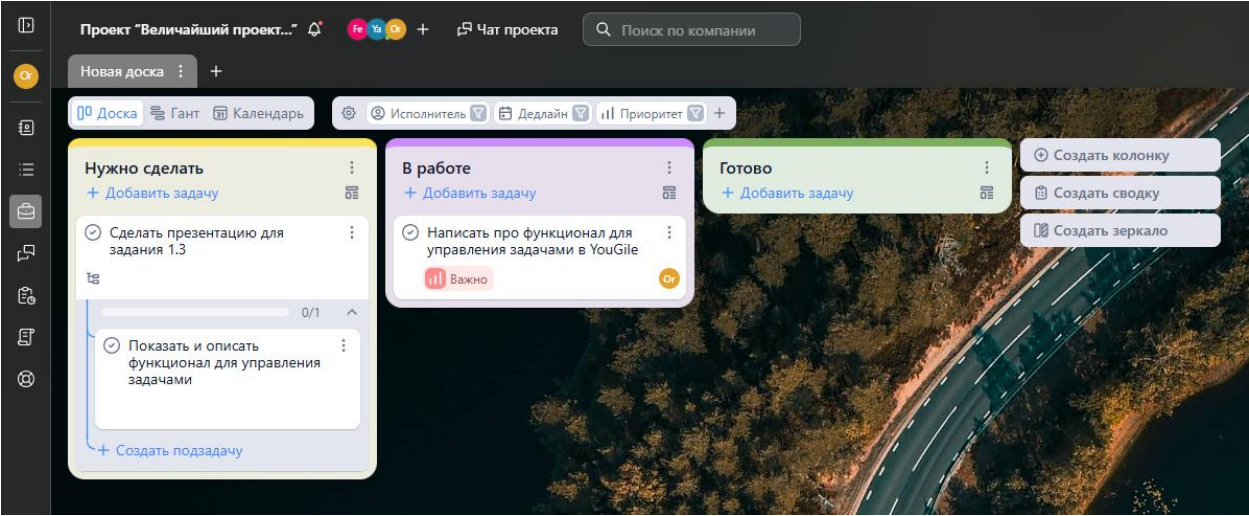 Проект “Величайший проект...”
Fe Ya Or
Чат проекта
Поиск по компании
Or
Новая доска
Доска
Гант
Календарь
Исполнитель
Дедлайн
Приоритет
Нужно сделать
+ Добавить задачу
Сделать презентацию для
задания 1.3
0/1
Показать и описать
функционал для управления
задачами
+ Создать подзадачу
В работе
+ Добавить задачу
Написать про функционал для
управления задачами в YouGile
Важно
Or
Готово
+ Добавить задачу
Создать колонку
Создать сводку
Создать зеркало